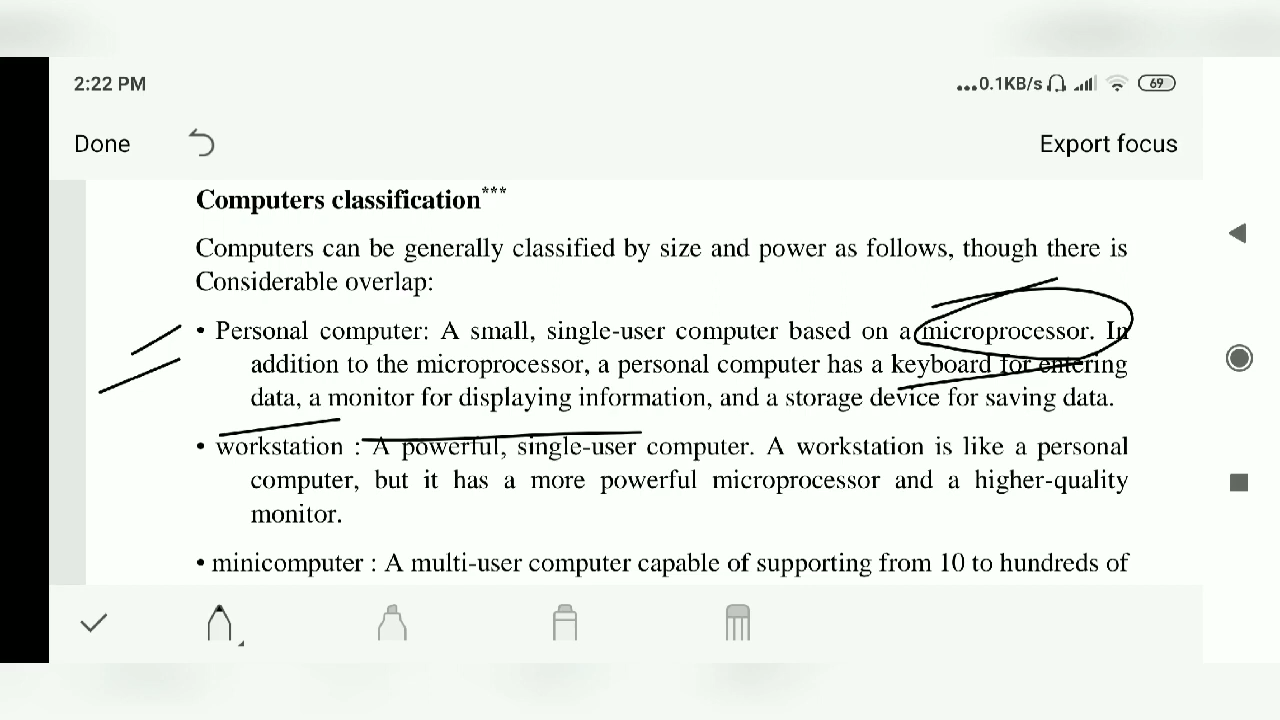 2:22 PM
...0.1KB/s 69
Done
Export focus
Computers classification***
Computers can be generally classified by size and power as follows, though there is
Considerable overlap:
• Personal computer: A small, single-user computer based on a microprocessor. In
addition to the microprocessor, a personal computer has a keyboard for entering
data, a monitor for displaying information, and a storage device for saving data.
• workstation : A powerful, single-user computer. A workstation is like a personal
computer, but it has a more powerful microprocessor and a higher-quality
monitor.
• minicomputer : A multi-user computer capable of supporting from 10 to hundreds of